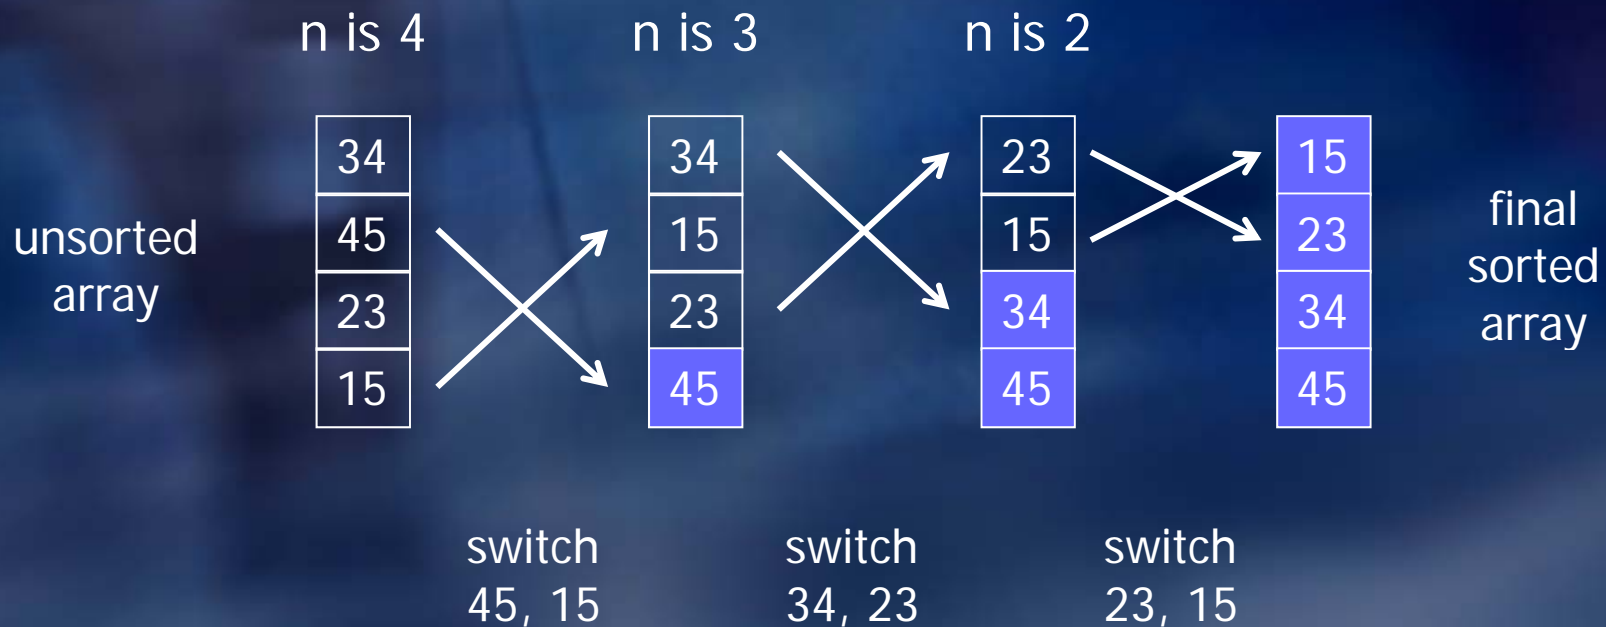 n is 4
n is 3
n is 2
unsorted
array
34
45
23
15
34
15
23
45
23
15
34
45
15
23
34
45
final
sorted
array
switch
45, 15
switch
34, 23
switch
23, 15